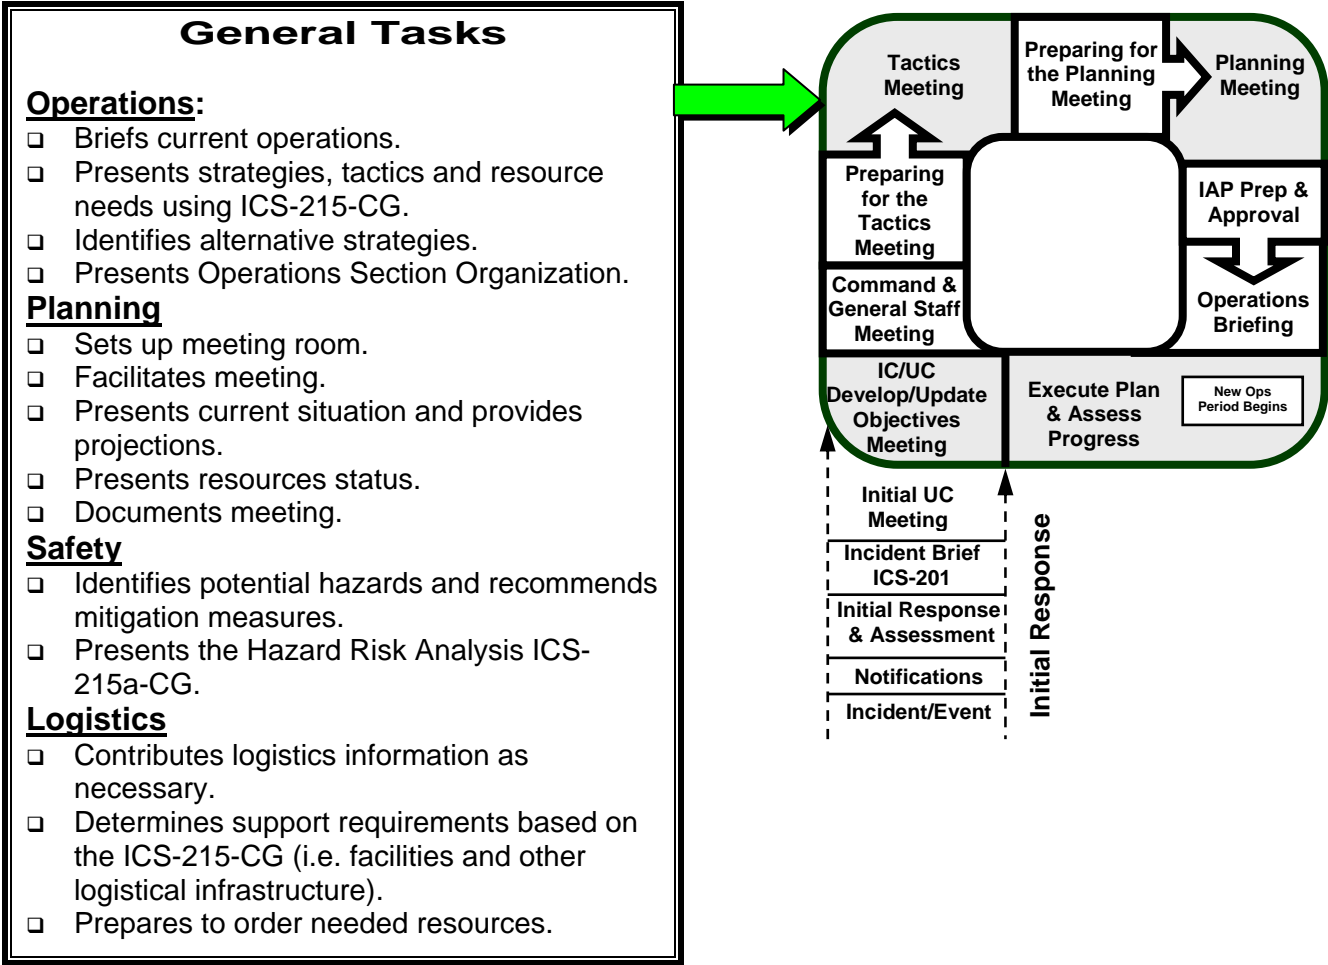 General Tasks
Operations:
❑ Briefs current operations.
❑ Presents strategies, tactics and resource
needs using ICS-215-CG.
❑ Identifies alternative strategies.
❑ Presents Operations Section Organization.
Planning
❑ Sets up meeting room.
❑ Facilitates meeting.
❑ Presents current situation and provides
projections.
❑ Presents resources status.
❑ Documents meeting.
Safety
❑ Identifies potential hazards and recommends
mitigation measures.
❑ Presents the Hazard Risk Analysis ICS-
215a-CG.
Logistics
❑ Contributes logistics information as
necessary.
❑ Determines support requirements based on
the ICS-215-CG (i.e. facilities and other
logistical infrastructure).
❑ Prepares to order needed resources.
Tactics
Meeting
Preparing for
the Planning
Meeting
Planning
Meeting
Preparing
for the
Tactics
Meeting
IAP Prep &
Approval
Command &
General Staff
Meeting
Operations
Briefing
IC/UC
Develop/Update
Objectives
Meeting
Execute Plan
& Assess
Progress
New Ops
Period Begins
Initial UC
Meeting
Incident Brief
ICS-201
Initial Response
& Assessment
Notifications
Incident/Event
Initial Response